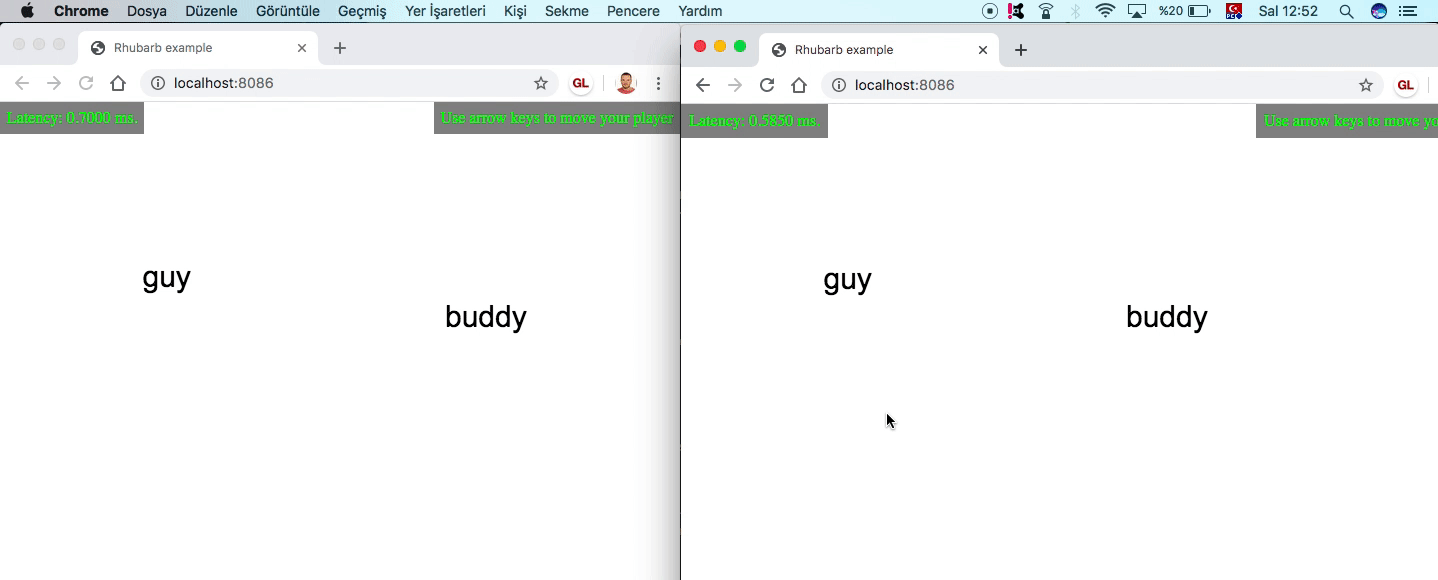 Chrome Dosya Düzenle Görüntüle Geçmiş Yer İşaretleri Kişi Sekme Pencere Yardım %20 Sal 12:52
Rhubarb example
localhost:8086 GL
Latency: 0.7000 ms. Use arrow keys to move your player
guy
buddy
Rhubarb example
localhost:8086 GL
Latency: 0.5850 ms. Use arrow keys to move yo
guy
buddy